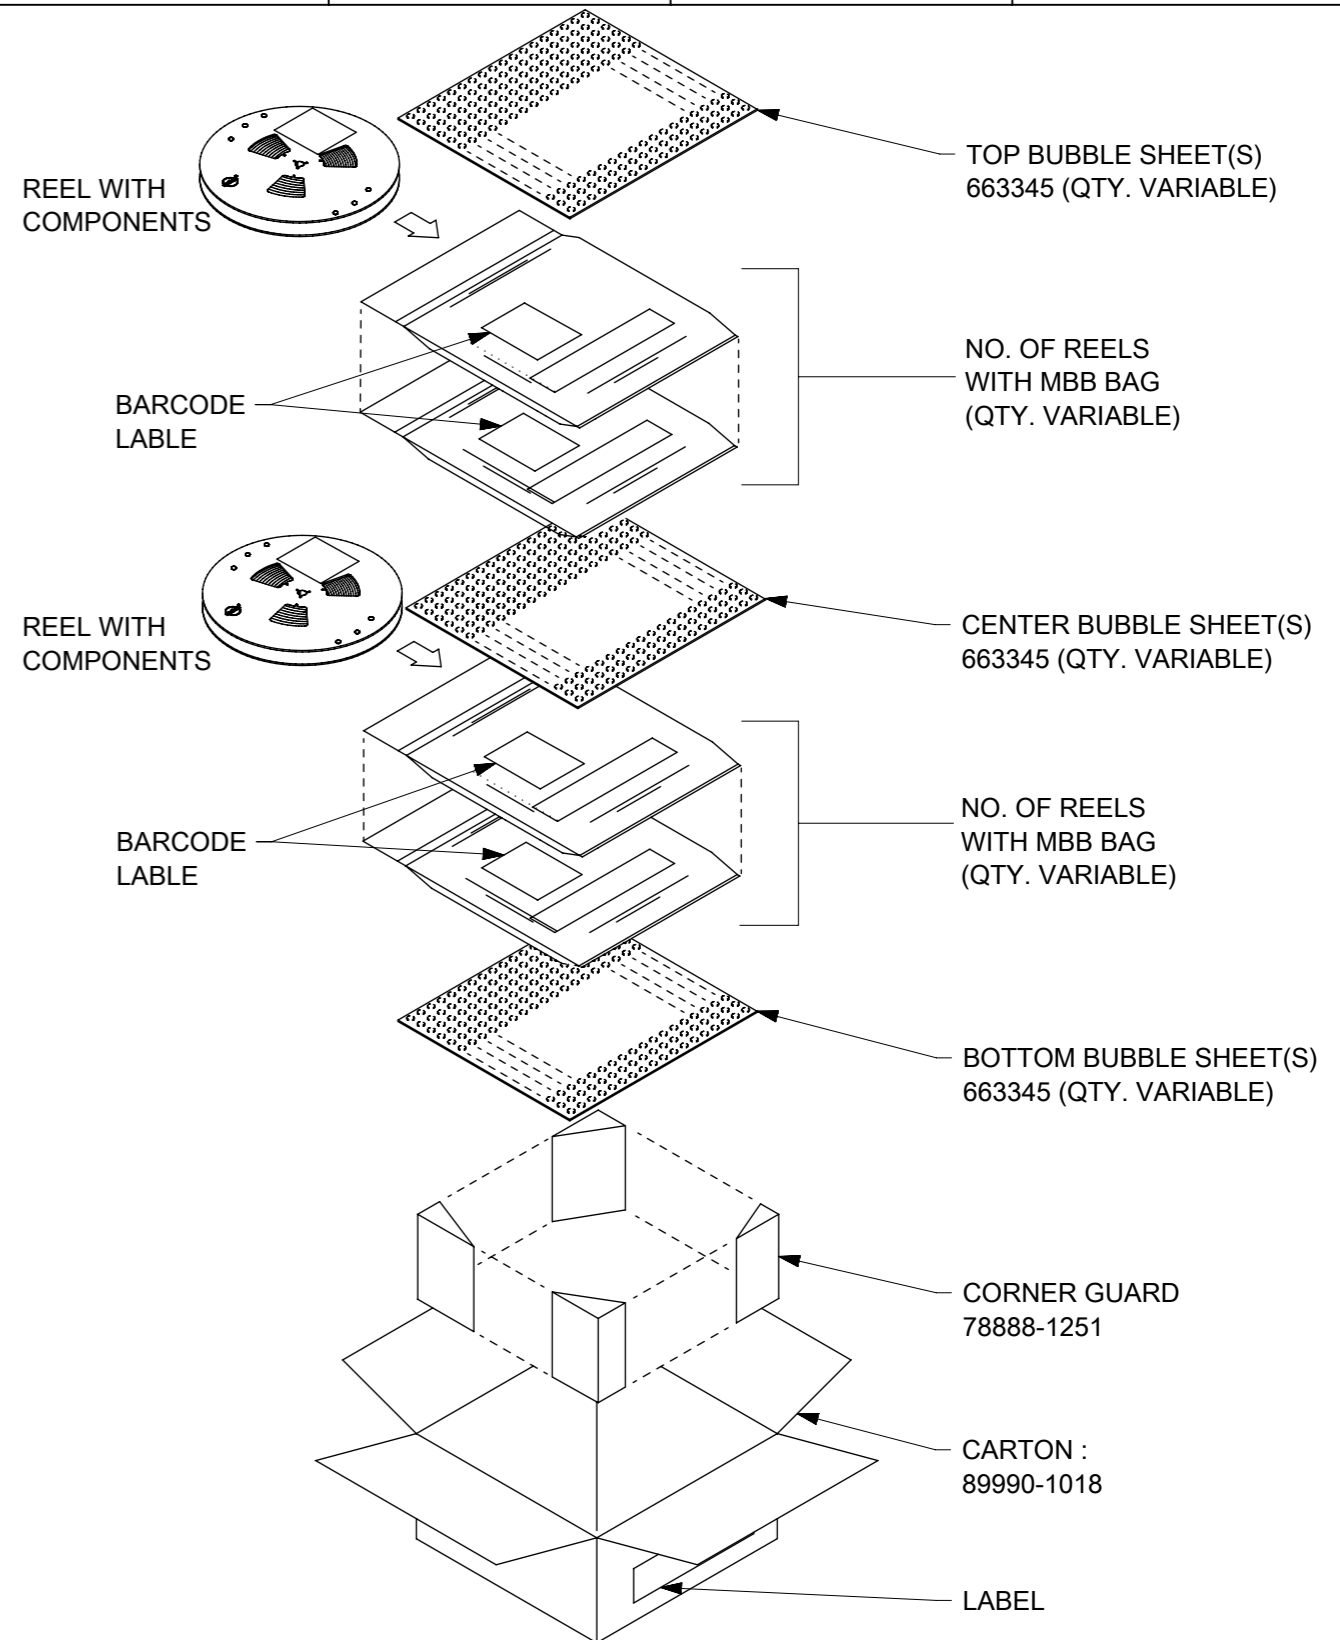 TOP BUBBLE SHEET(S)
663345 (QTY. VARIABLE)
REEL WITH
COMPONENTS
NO. OF REELS
WITH MBB BAG
(QTY. VARIABLE)
BARCODE
LABLE
CENTER BUBBLE SHEET(S)
663345 (QTY. VARIABLE)
REEL WITH
COMPONENTS
NO. OF REELS
WITH MBB BAG
(QTY. VARIABLE)
BARCODE
LABLE
BOTTOM BUBBLE SHEET(S)
663345 (QTY. VARIABLE)
CORNER GUARD
78888-1251
CARTON :
89990-1018
LABEL